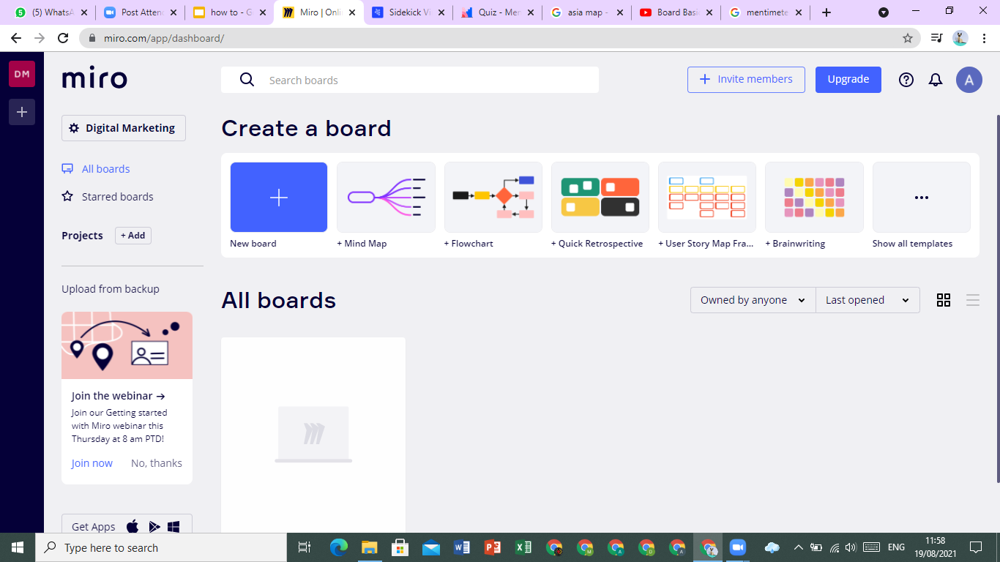 (5) WhatsA
Post Attend
how to - G
Miro | Onli
Sidekick Vi
Quiz - Men
asia map -
Board Basi
mentimete
miro.com/app/dashboard/
DM
miro
Search boards
Invite members
Upgrade
A
Digital Marketing
Create a board
All boards
Starred boards
Projects
+ Add
New board
+ Mind Map
+ Flowchart
+ Quick Retrospective
+ User Story Map Fra...
+ Brainwriting
Show all templates
Upload from backup
All boards
Owned by anyone
Last opened
Join the webinar →
Join our Getting started
with Miro webinar this
Thursday at 8 am PTD!
Join now
No, thanks
Get Apps
Type here to search
ENG
11:58
19/08/2021